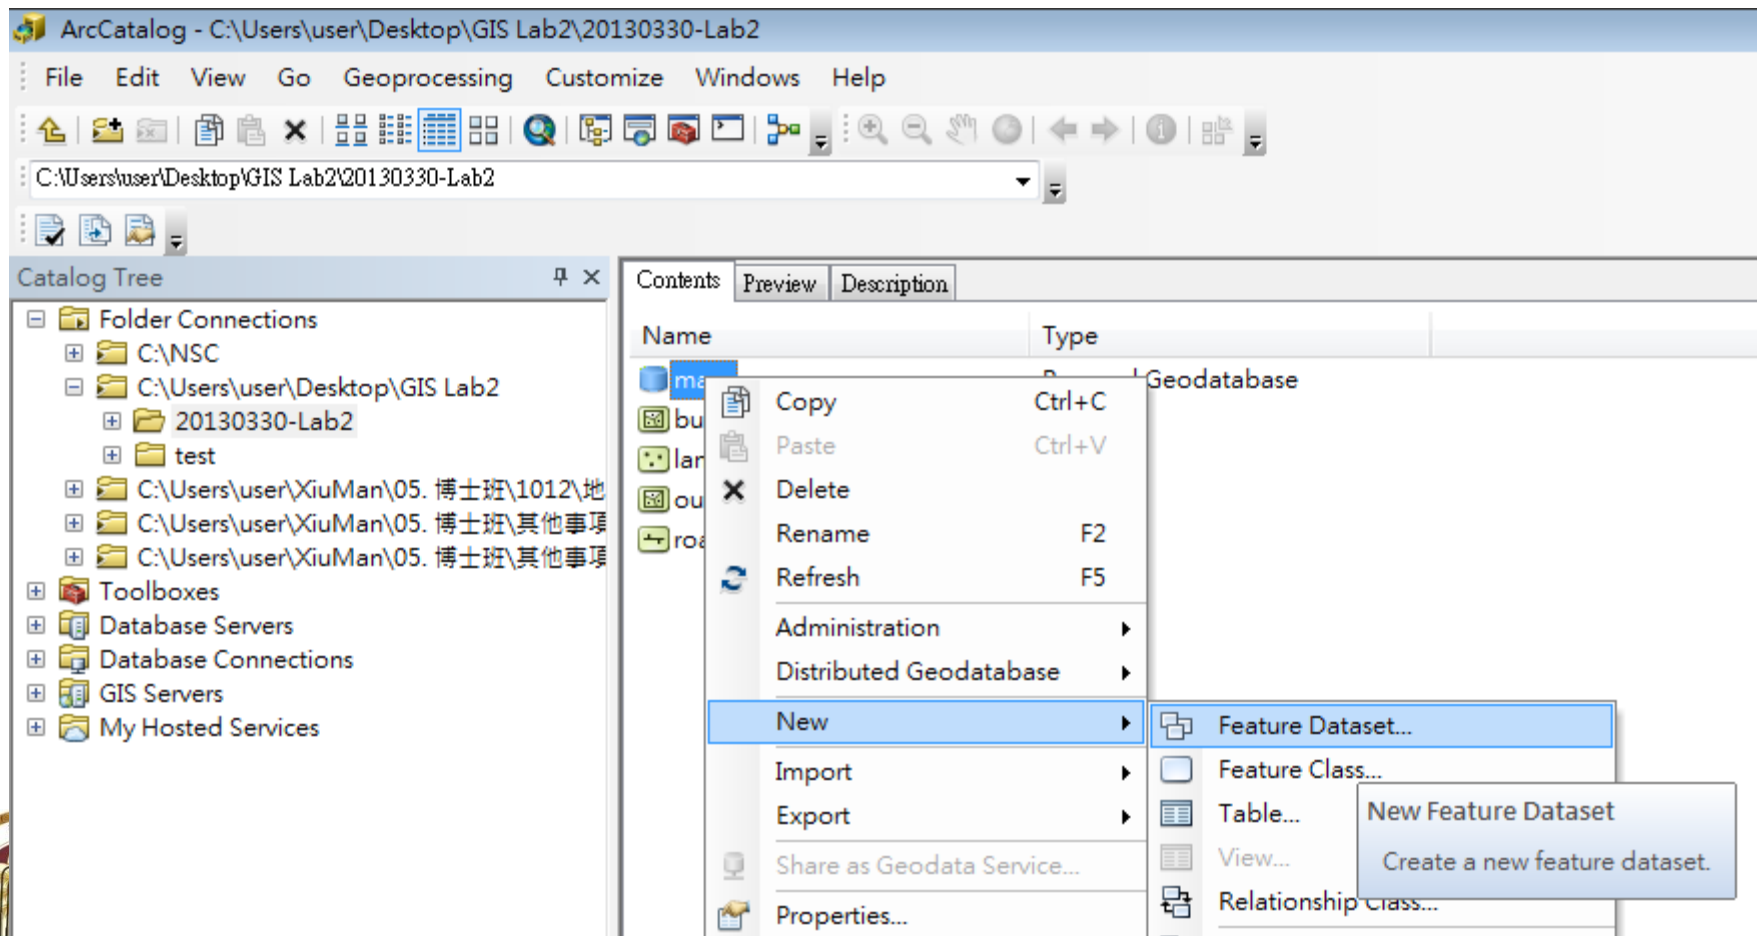 ArcCatalog - C:\Users\user\Desktop\GIS Lab2\20130330-Lab2
File Edit View Go Geoprocessing Customize Windows Help
C:\Users\user\Desktop\GIS Lab2\20130330-Lab2
Catalog Tree
Folder Connections
C:\NSC
C:\Users\user\Desktop\GIS Lab2
20130330-Lab2
test
C:\Users\user\XiuMan\05. 博士班\1012\地
C:\Users\user\XiuMan\05. 博士班\其他事項
C:\Users\user\XiuMan\05. 博士班\其他事項
Toolboxes
Database Servers
Database Connections
GIS Servers
My Hosted Services
Contents Preview Description
Name Type
Geodatabase
bu
lan
ou
roa
Copy Ctrl+C
Paste Ctrl+V
Delete
Rename F2
Refresh F5
Administration
Distributed Geodatabase
New
Import
Export
Share as Geodata Service...
Properties...
Feature Dataset...
Feature Class...
Table...
View...
Relationship Class...
New Feature Dataset
Create a new feature dataset.